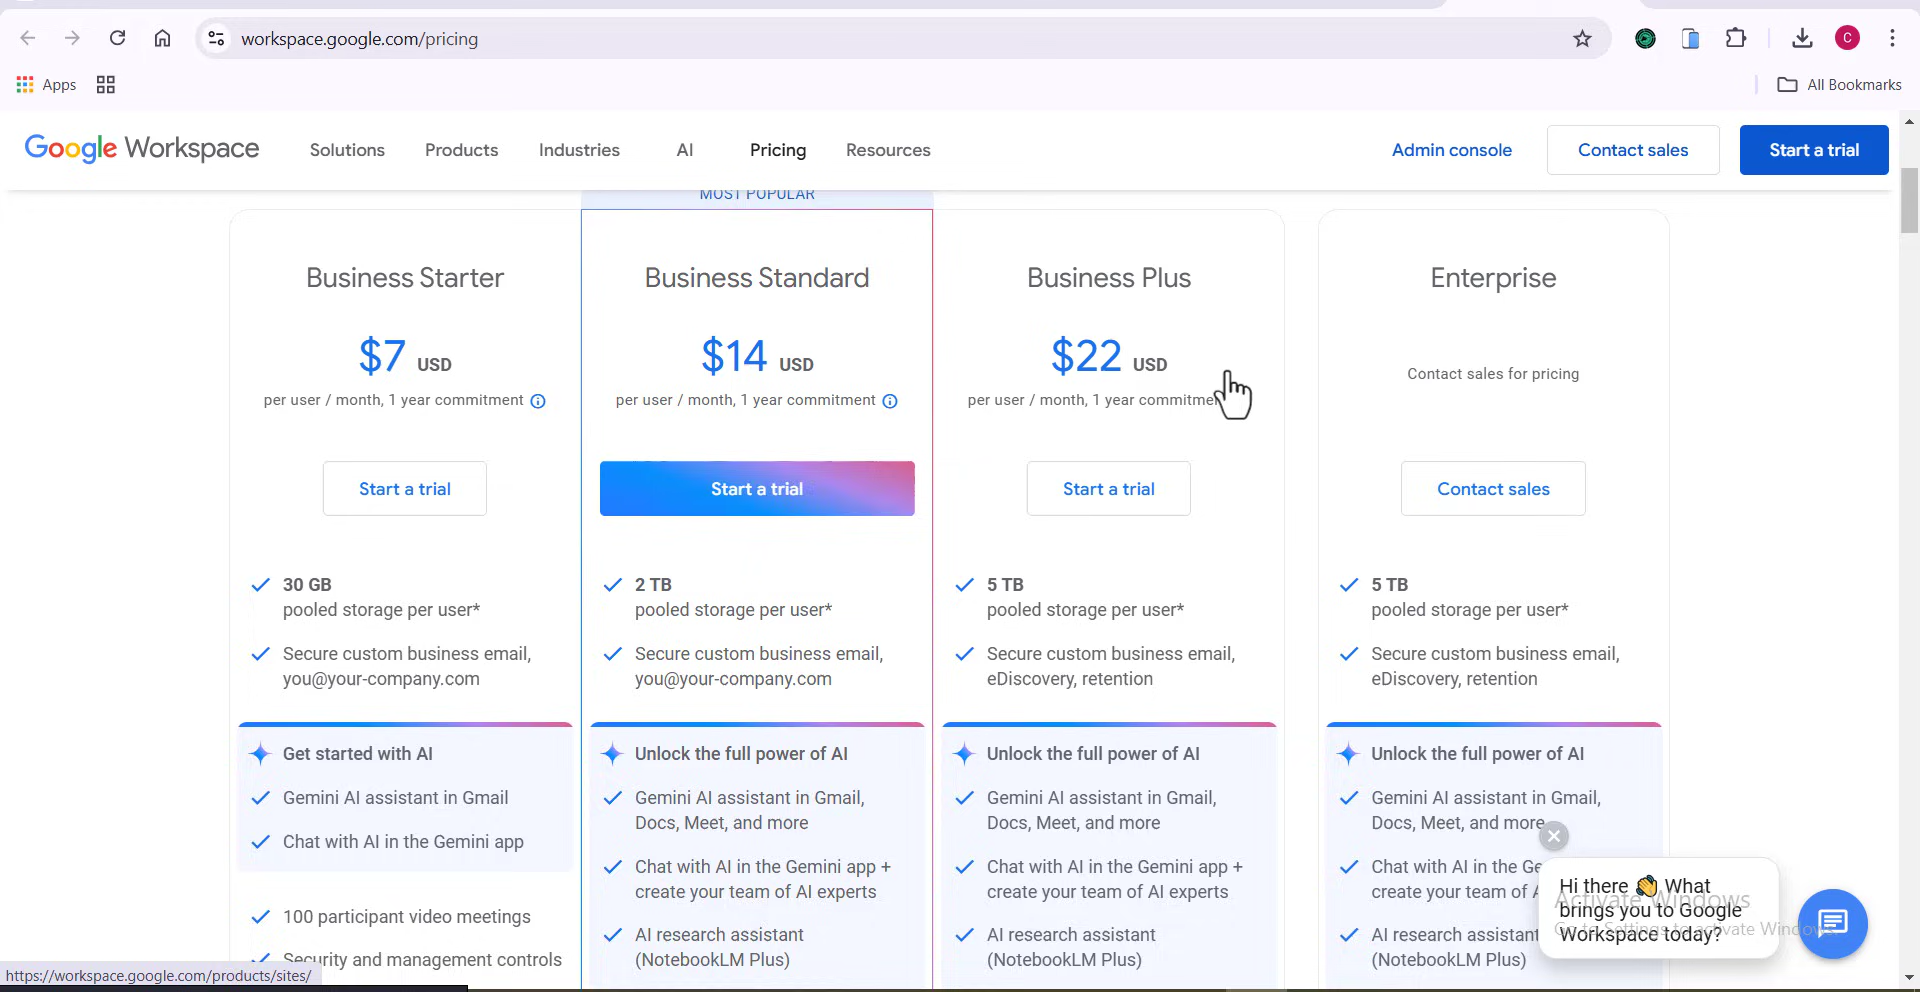 workspace.google.com/pricing
C
Apps
All Bookmarks
Google Workspace
Solutions
Products
Industries
AI
Pricing
Resources
Admin console
Contact sales
Start a trial
MOST POPULAR
Business Starter
$7 USD
per user / month, 1 year commitment
Start a trial
30 GB
pooled storage per user*
Secure custom business email,
you@your-company.com
Get started with AI
Gemini AI assistant in Gmail
Chat with AI in the Gemini app
100 participant video meetings
Security and management controls
Business Standard
$14 USD
per user / month, 1 year commitment
Start a trial
2 TB
pooled storage per user*
Secure custom business email,
you@your-company.com
Unlock the full power of AI
Gemini AI assistant in Gmail,
Docs, Meet, and more
Chat with AI in the Gemini app +
create your team of AI experts
AI research assistant
(NotebookLM Plus)
Business Plus
$22 USD
per user / month, 1 year commitme
Start a trial
5 TB
pooled storage per user*
Secure custom business email,
eDiscovery, retention
Unlock the full power of AI
Gemini AI assistant in Gmail,
Docs, Meet, and more
Chat with AI in the Gemini app +
create your team of AI experts
AI research assistant
(NotebookLM Plus)
Enterprise
Contact sales for pricing
Contact sales
5 TB
pooled storage per user*
Secure custom business email,
eDiscovery, retention
Unlock the full power of AI
Gemini AI assistant in Gmail,
Docs, Meet, and more
Chat with AI in the Ge
create your team of A
AI research assistant
(NotebookLM Plus)
Hi there 👋 What
brings you to Google
Workspace today?
Activate Windows
Go to Settings to activate Windows.
https://workspace.google.com/products/sites/